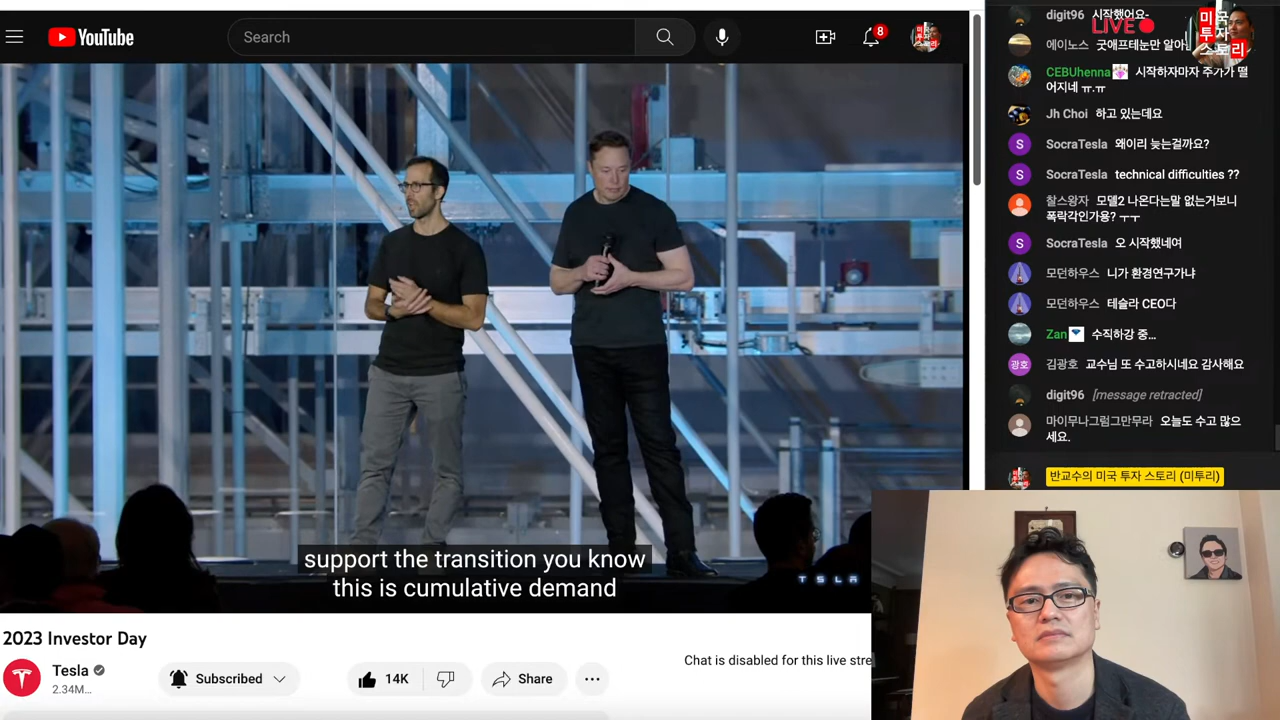 YouTube
Search
8
미국
투자
스토리
support the transition you know
this is cumulative demand
TESLA
2023 Investor Day
Tesla
2.34M...
Subscribed
14K
Share
Chat is disabled for this live stre
digit96 시작했어요-
LIVE
미국
투자
스토리
에이노스 굿애프테눈만 알아
CEBUhenna 시작하자마자 주가가 떨
어지네 ㅠ.ㅠ
Jh Choi 하고 있는데요
S SocraTesla 왜이리 늦는걸까요?
S SocraTesla technical difficulties ??
찰스왕자 모델2 나온다는말 없는거보니
폭락각인가용? ㅜㅜ
S SocraTesla 오 시작했네여
모던하우스 니가 환경연구가냐
모던하우스 테슬라 CEO다
Zan 수직하강 중...
광호 김광호 교수님 또 수고하시네요 감사해요
digit96 [message retracted]
마이무나그럼그만무라 오늘도 수고 많으
세요.
반교수의 미국 투자 스토리 (미투리)